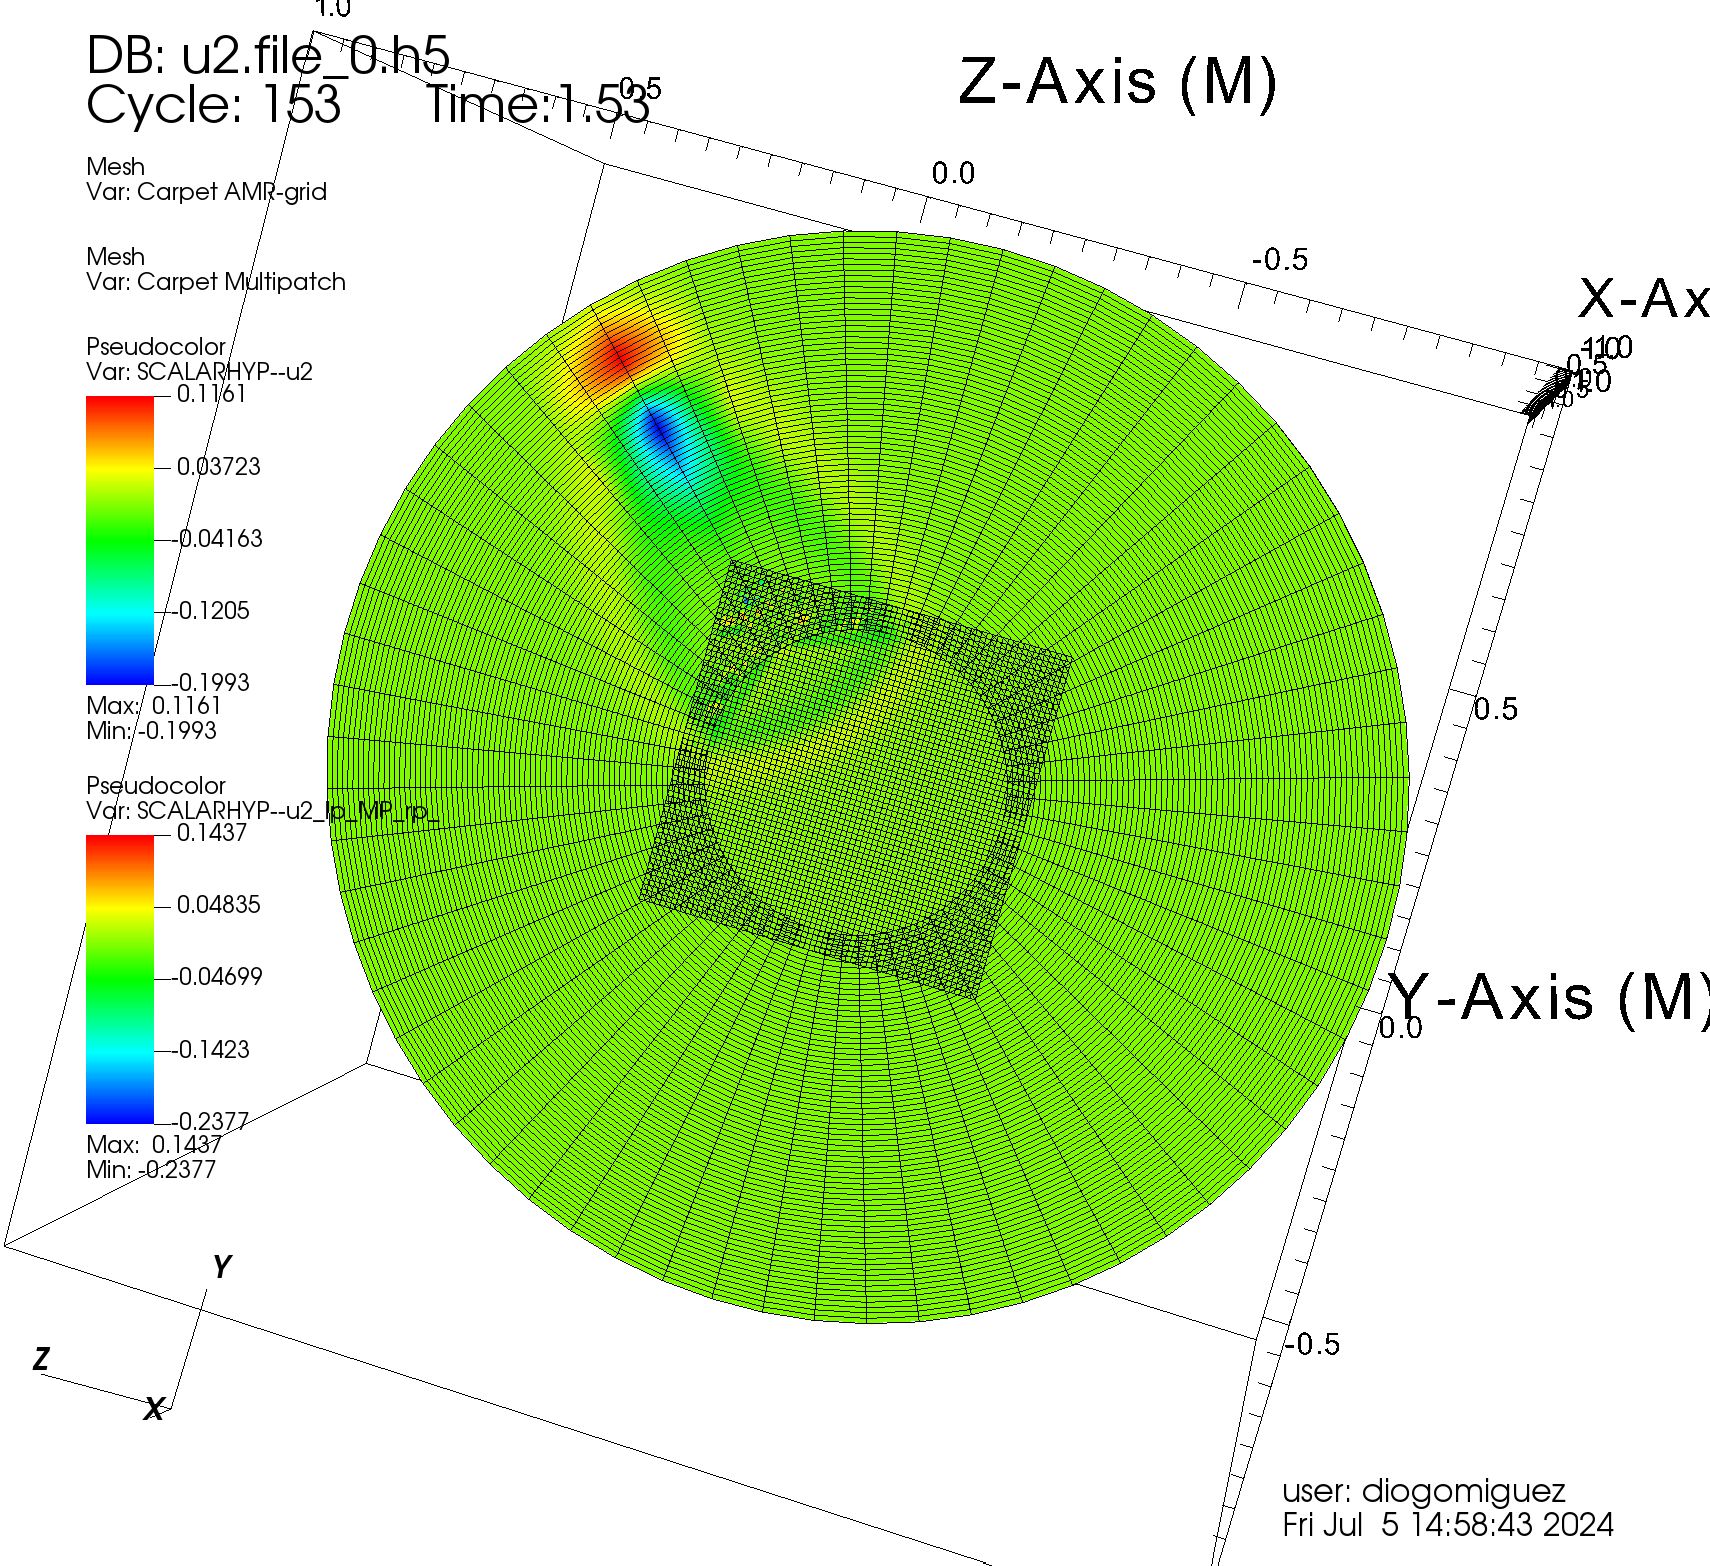 1.0
DB: u2.file_0.h5
Cycle: 153 Time:1.53
0.5
Z-Axis (M)
0.0
-0.5
X-Ax
Mesh
Var: Carpet AMR-grid
Mesh
Var: Carpet Multipatch
Pseudocolor
Var: SCALARHYP--u2
0.1161
0.03723
-0.04163
-0.1205
-0.1993
Max: 0.1161
Min: -0.1993
Pseudocolor
Var: SCALARHYP--u2_lp_MP_rp_
0.1437
0.04835
-0.04699
-0.1423
-0.2377
Max: 0.1437
Min: -0.2377
0.5
Y-Axis (M)
0.0
-0.5
Y
Z
X
user: diogomiguez
Fri Jul 5 14:58:43 2024